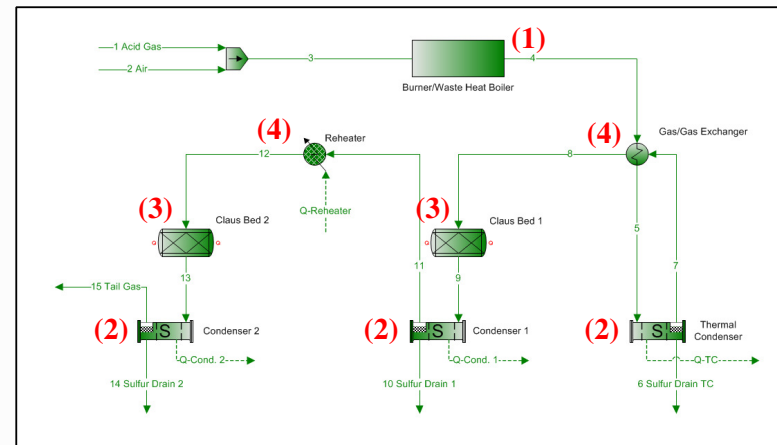 (1)
1 Acid Gas
2 Air
3
4
Burner/Waste Heat Boiler
(4)
Reheater
(4)
Gas/Gas Exchanger
12
8
Q-Reheater
(3)
Claus Bed 2
(3)
Claus Bed 1
5
7
11
13
9
15 Tail Gas
(2)
S
Condenser 2
(2)
S
Condenser 1
(2)
S
Thermal
Condenser
Q-Cond. 2
Q-Cond. 1
Q-TC
14 Sulfur Drain 2
10 Sulfur Drain 1
6 Sulfur Drain TC